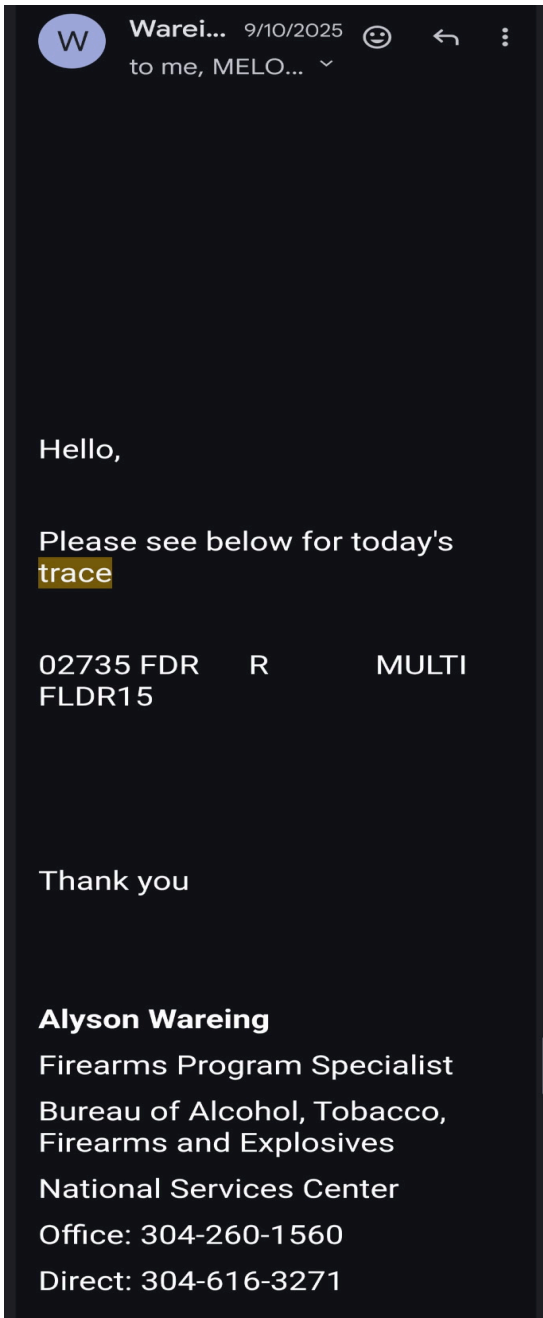 W
Warei... 9/10/2025
to me, MELO...
Hello,
Please see below for today's
trace
02735 FDR R MULTI
FLDR15
Thank you
Alyson Wareing
Firearms Program Specialist
Bureau of Alcohol, Tobacco,
Firearms and Explosives
National Services Center
Office: 304-260-1560
Direct: 304-616-3271